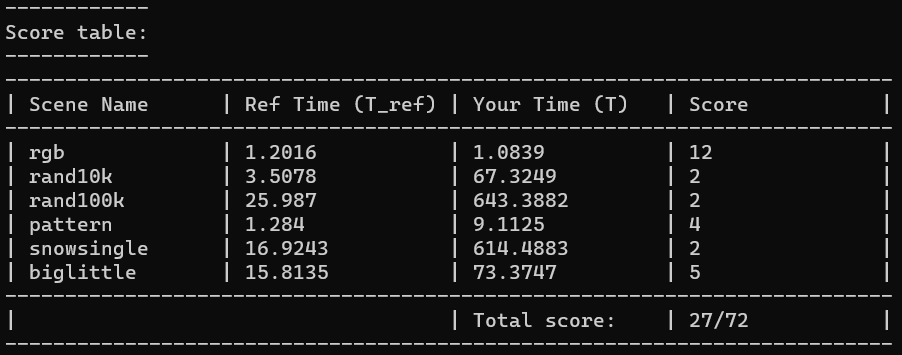 ------------
Score table:
------------
--------------------------------------------------------------------------
| Scene Name      | Ref Time (T_ref) | Your Time (T)   | Score           |
--------------------------------------------------------------------------
| rgb             | 1.2016           | 1.0839          | 12              |
| rand10k         | 3.5078           | 67.3249         | 2               |
| rand100k        | 25.987           | 643.3882        | 2               |
| pattern         | 1.284            | 9.1125          | 4               |
| snowsingle      | 16.9243          | 614.4883        | 2               |
| biglittle       | 15.8135          | 73.3747         | 5               |
--------------------------------------------------------------------------
|                                    | Total score:    | 27/72           |
--------------------------------------------------------------------------